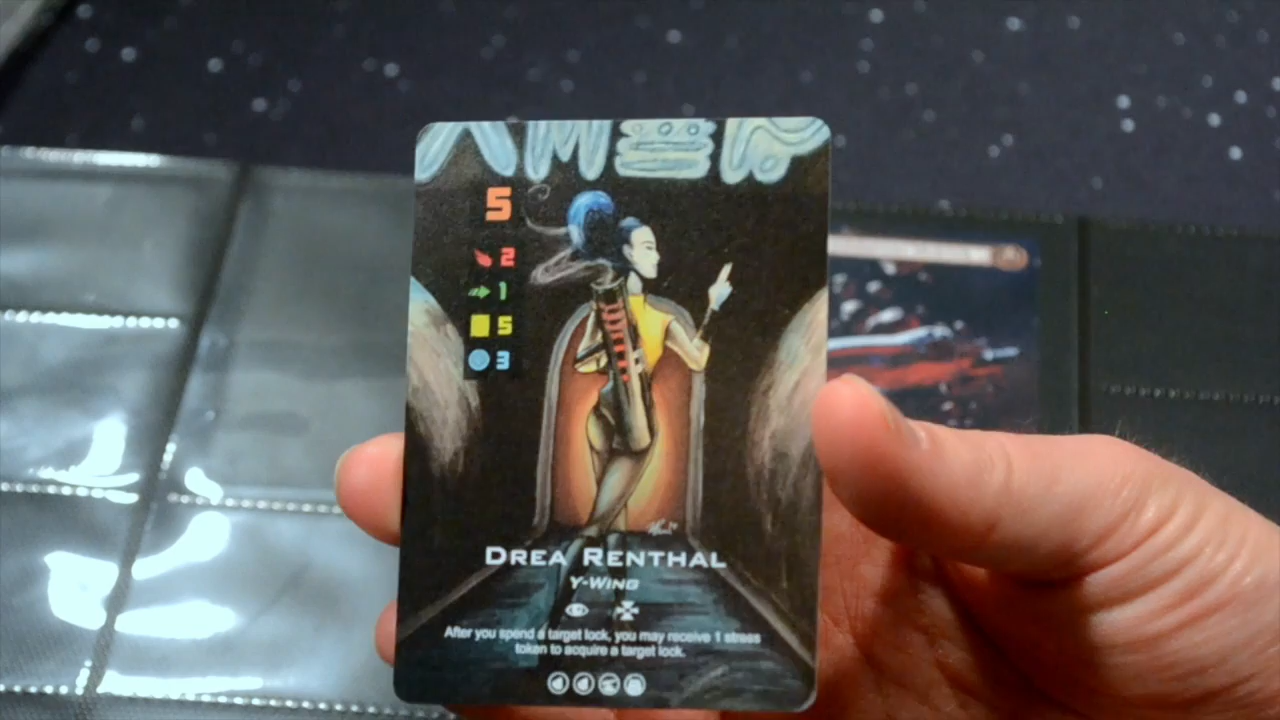 5
2
1
5
3
DREA RENTHAL
Y-WING
After you spend a target lock, you may receive 1 stress
token to acquire a target lock.